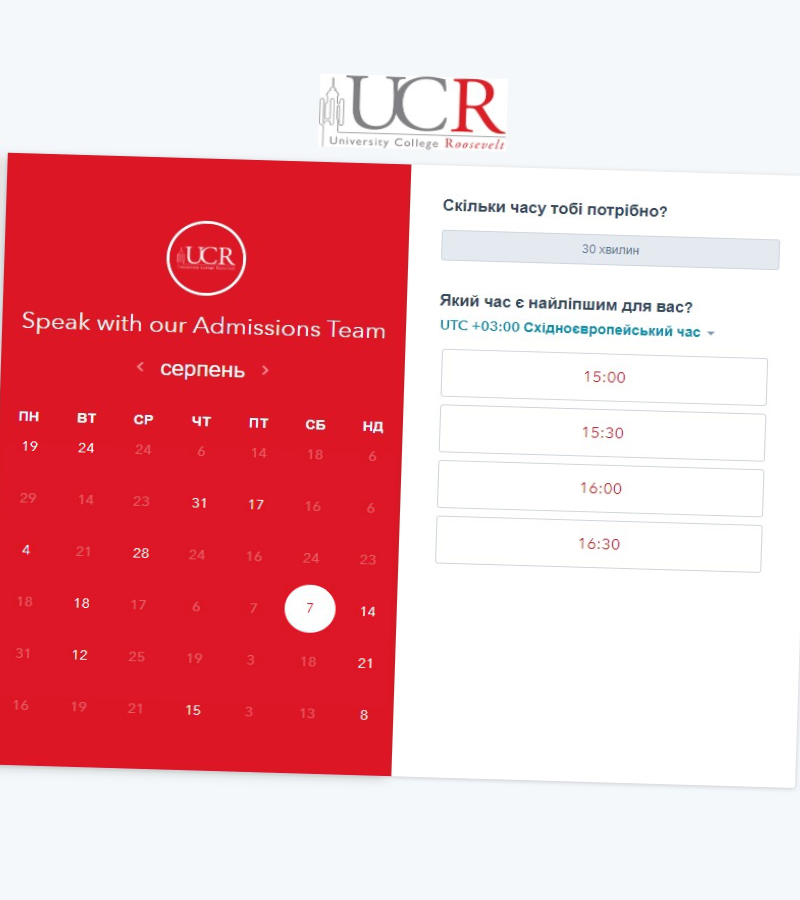 UCR
University College Roosevelt
UCR
Speak with our Admissions Team
серпень
ПН ВТ СР ЧТ ПТ СБ НД
19 24 24 6 14 18 6
29 14 23 31 17 16 6
4 21 28 24 16 24 23
18 18 17 6 7 7 14
31 12 25 19 3 18 21
16 19 21 15 3 13 8
Скільки часу тобі потрібно?
30 хвилин
Який час є найліпшим для вас?
UTC +03:00 Східноєвропейський час
15:00
15:30
16:00
16:30